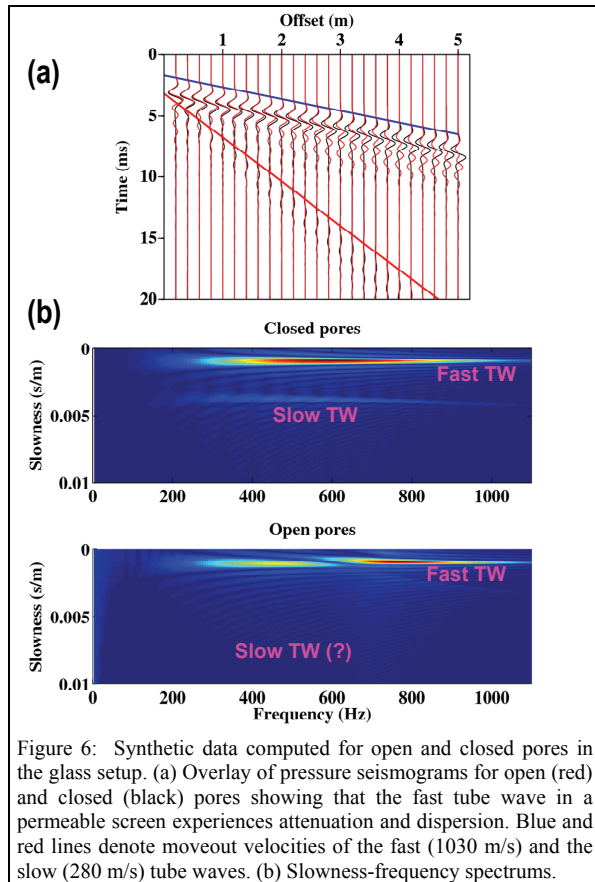 Offset (m)
1 2 3 4 5
(a)
0
5
10
15
20
Time (ms)
(b)
Closed pores
0
0.005
0.01
Slowness (s/m)
Fast TW
Slow TW
0 200 400 600 800 1000
Open pores
0
0.005
0.01
Slowness (s/m)
Fast TW
Slow TW (?)
0 200 400 600 800 1000
Frequency (Hz)
Figure 6: Synthetic data computed for open and closed pores in
the glass setup. (a) Overlay of pressure seismograms for open (red)
and closed (black) pores showing that the fast tube wave in a
permeable screen experiences attenuation and dispersion. Blue and
red lines denote moveout velocities of the fast (1030 m/s) and the
slow (280 m/s) tube waves. (b) Slowness-frequency spectrums.